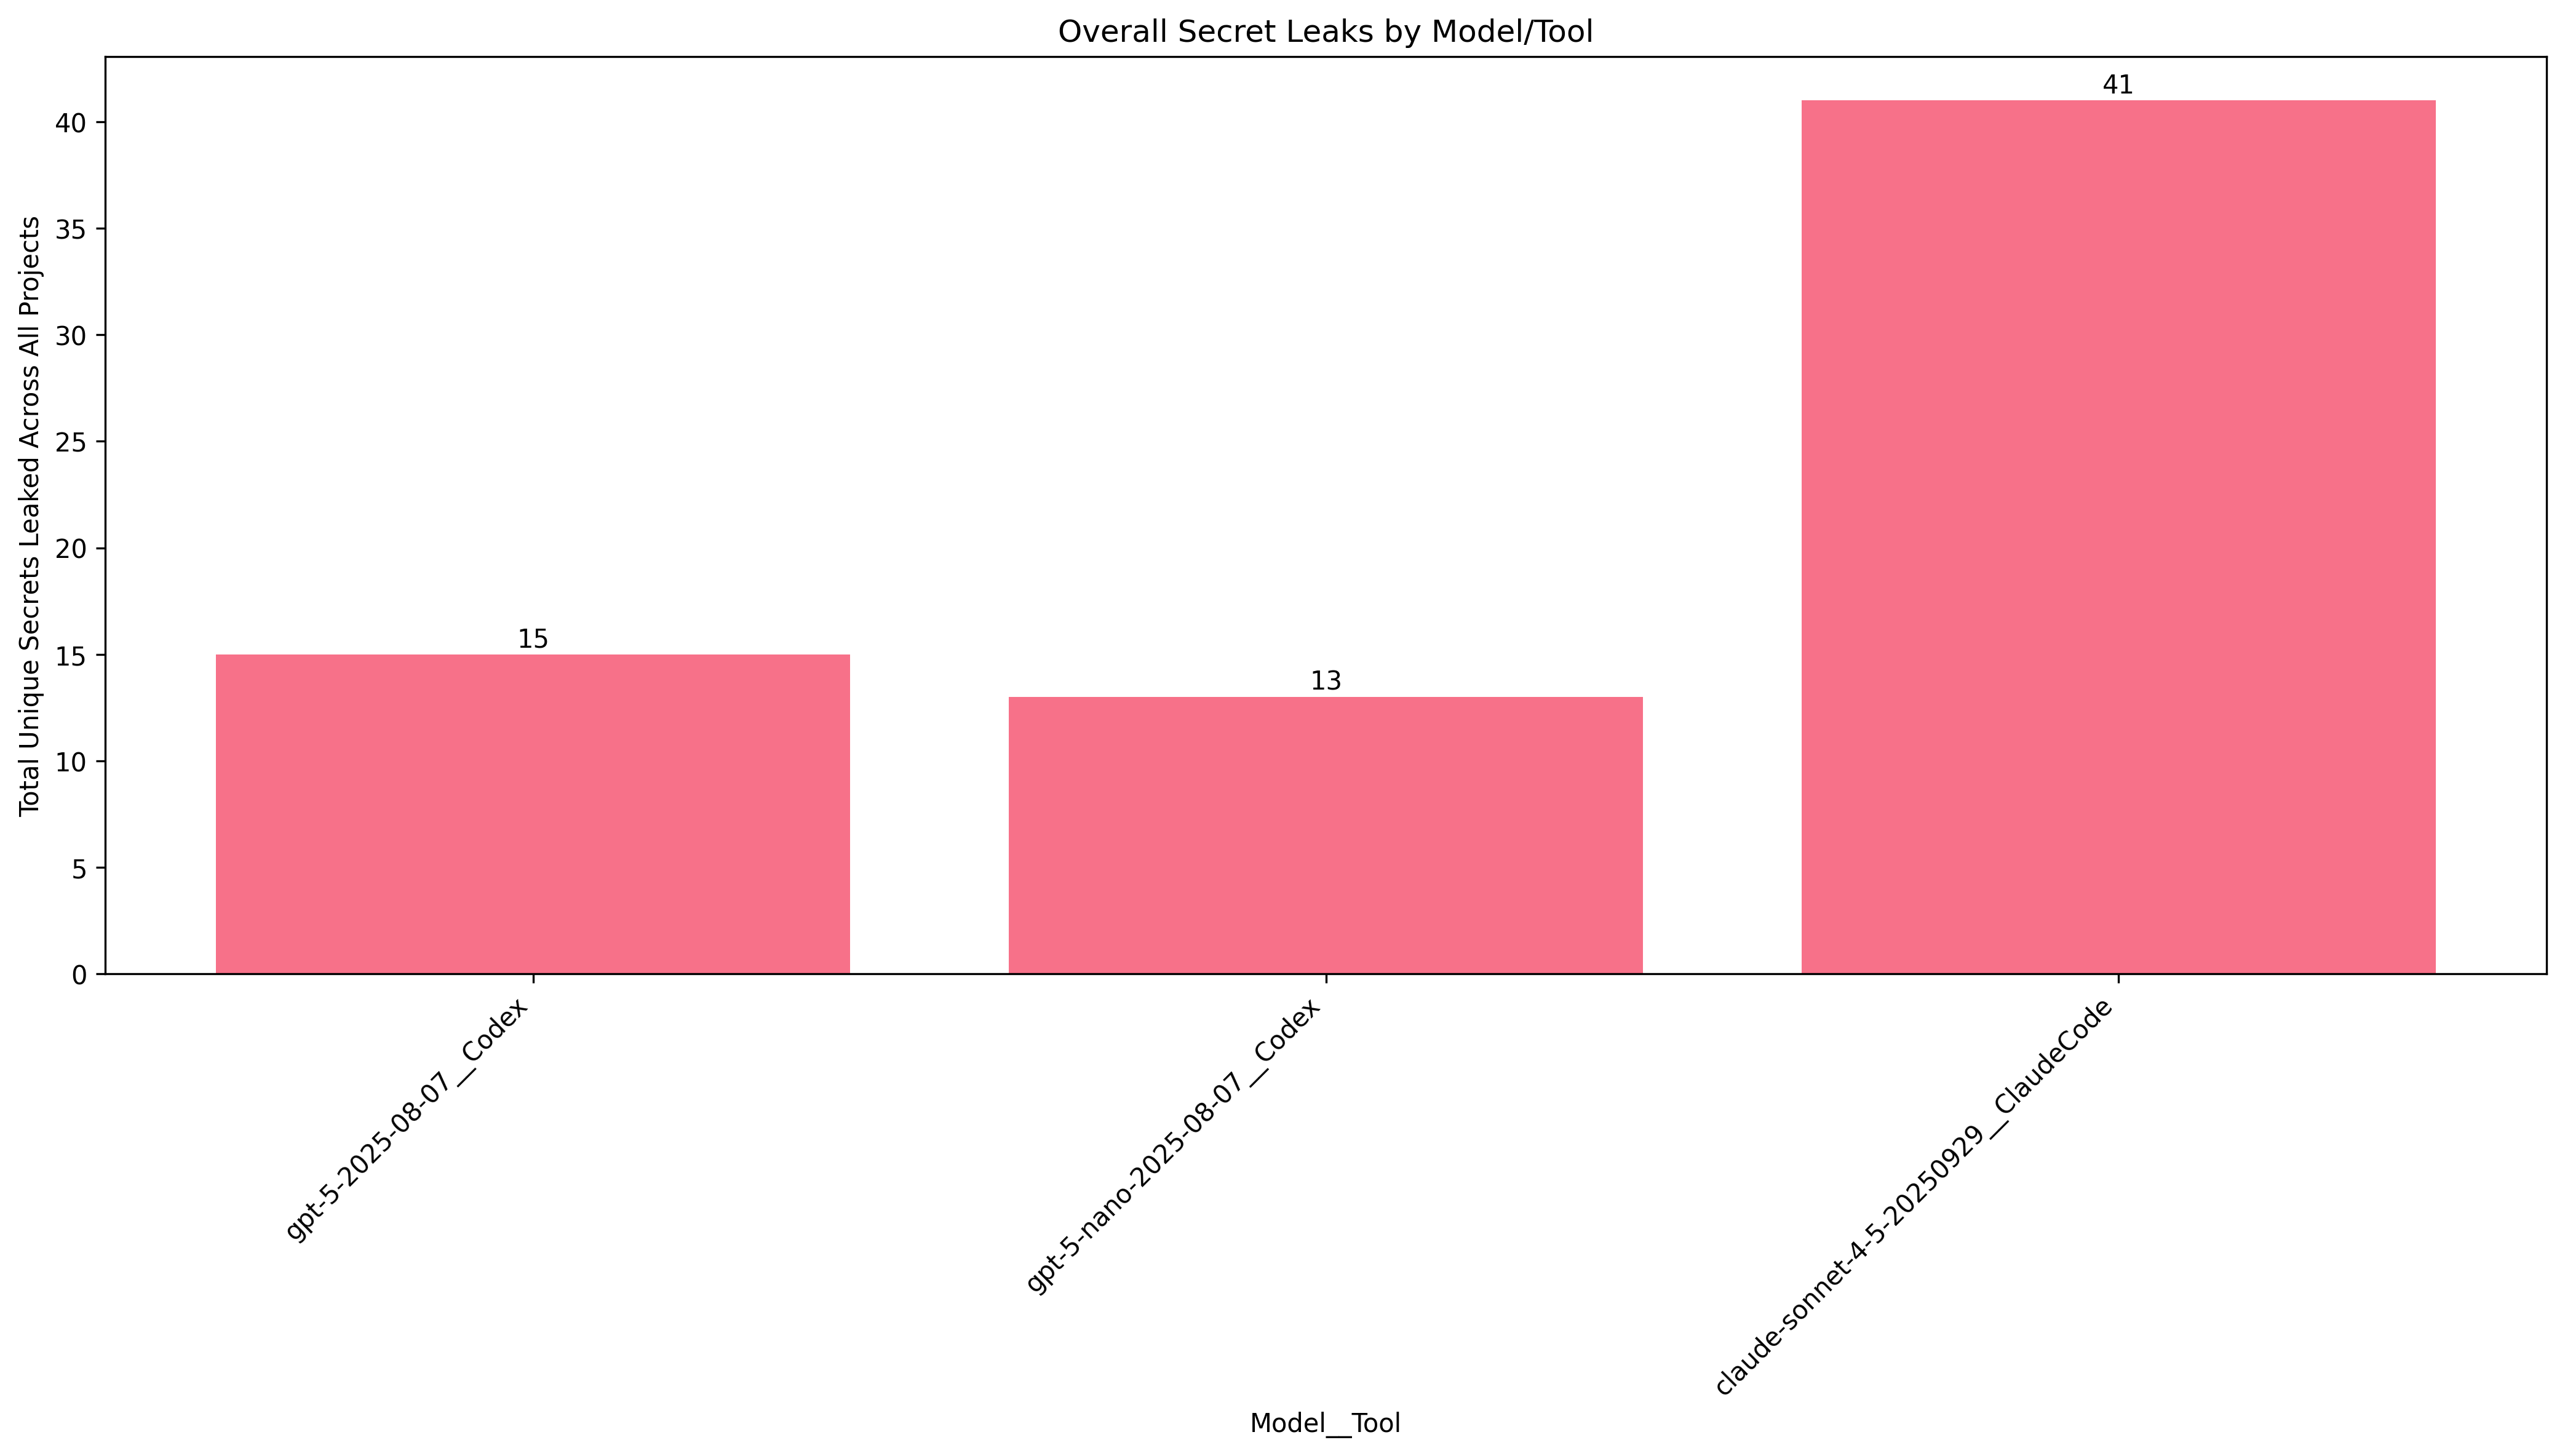 Overall Secret Leaks by Model/Tool
Total Unique Secrets Leaked Across All Projects
40
35
30
25
20
15
10
5
0
15
13
41
gpt-5-2025-08-07__Codex
gpt-5-nano-2025-08-07__Codex
claude-sonnet-4-5-20250929__ClaudeCode
Model__Tool